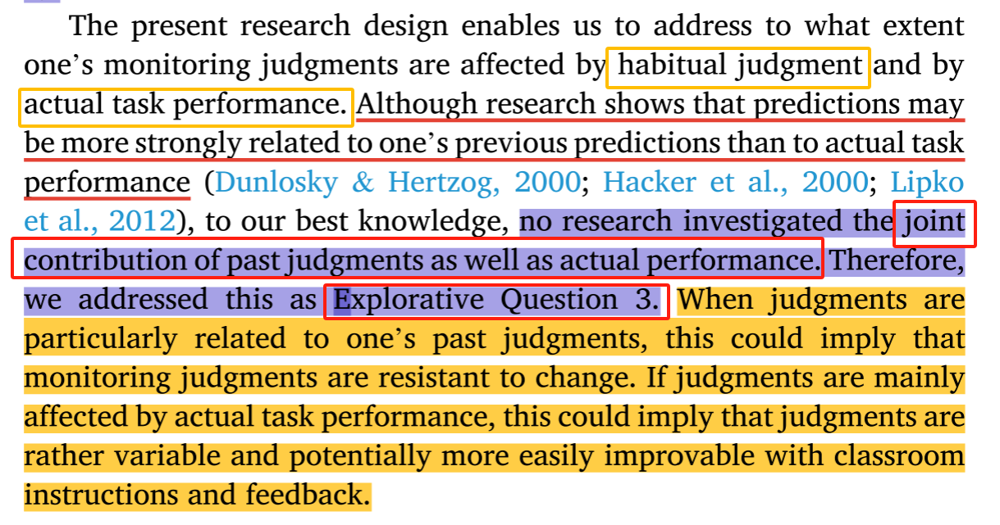 The present research design enables us to address to what extent
one’s monitoring judgments are affected by habitual judgment and by
actual task performance. Although research shows that predictions may
be more strongly related to one’s previous predictions than to actual task
performance (Dunlosky & Hertzog, 2000; Hacker et al., 2000; Lipko
et al., 2012), to our best knowledge, no research investigated the joint
contribution of past judgments as well as actual performance. Therefore,
we addressed this as Explorative Question 3. When judgments are
particularly related to one’s past judgments, this could imply that
monitoring judgments are resistant to change. If judgments are mainly
affected by actual task performance, this could imply that judgments are
rather variable and potentially more easily improvable with classroom
instructions and feedback.